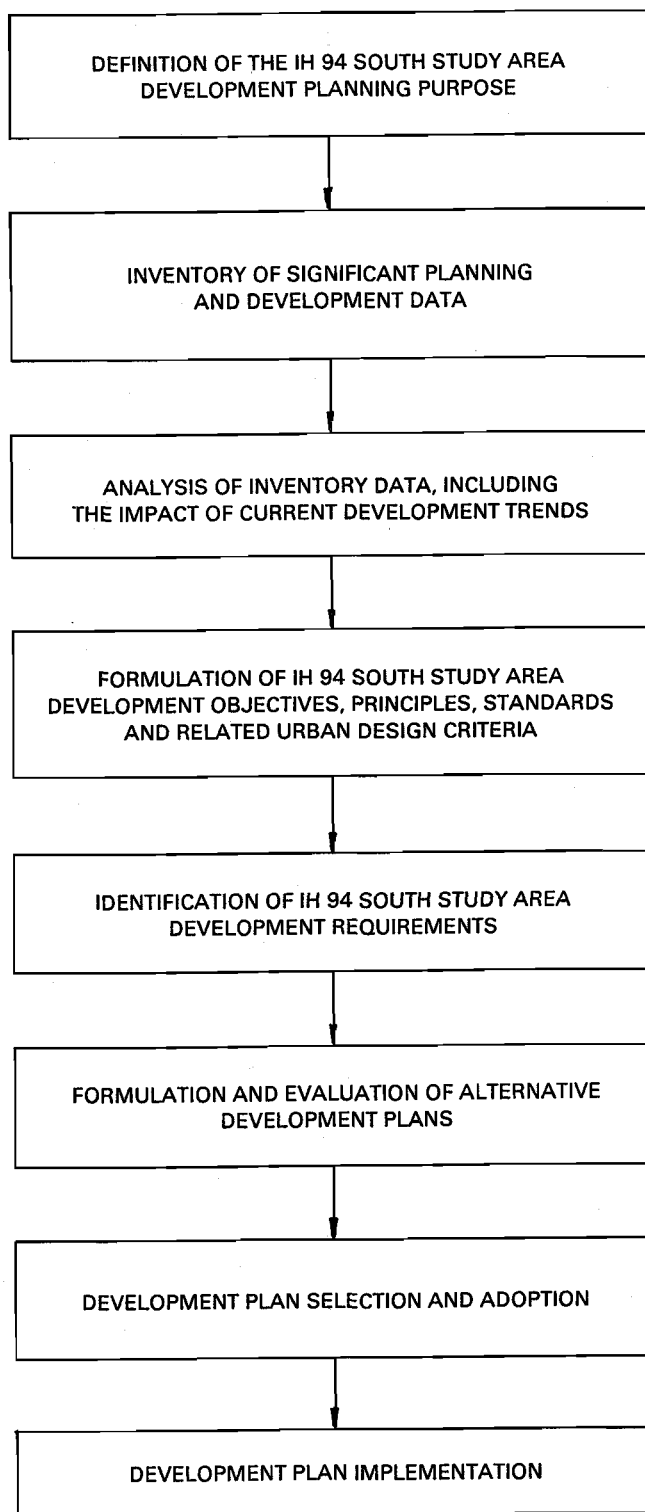 DEFINITION OF THE IH 94 SOUTH STUDY AREA
DEVELOPMENT PLANNING PURPOSE
INVENTORY OF SIGNIFICANT PLANNING
AND DEVELOPMENT DATA
ANALYSIS OF INVENTORY DATA, INCLUDING
THE IMPACT OF CURRENT DEVELOPMENT TRENDS
FORMULATION OF IH 94 SOUTH STUDY AREA
DEVELOPMENT OBJECTIVES, PRINCIPLES, STANDARDS
AND RELATED URBAN DESIGN CRITERIA
IDENTIFICATION OF IH 94 SOUTH STUDY AREA
DEVELOPMENT REQUIREMENTS
FORMULATION AND EVALUATION OF ALTERNATIVE
DEVELOPMENT PLANS
DEVELOPMENT PLAN SELECTION AND ADOPTION
DEVELOPMENT PLAN IMPLEMENTATION